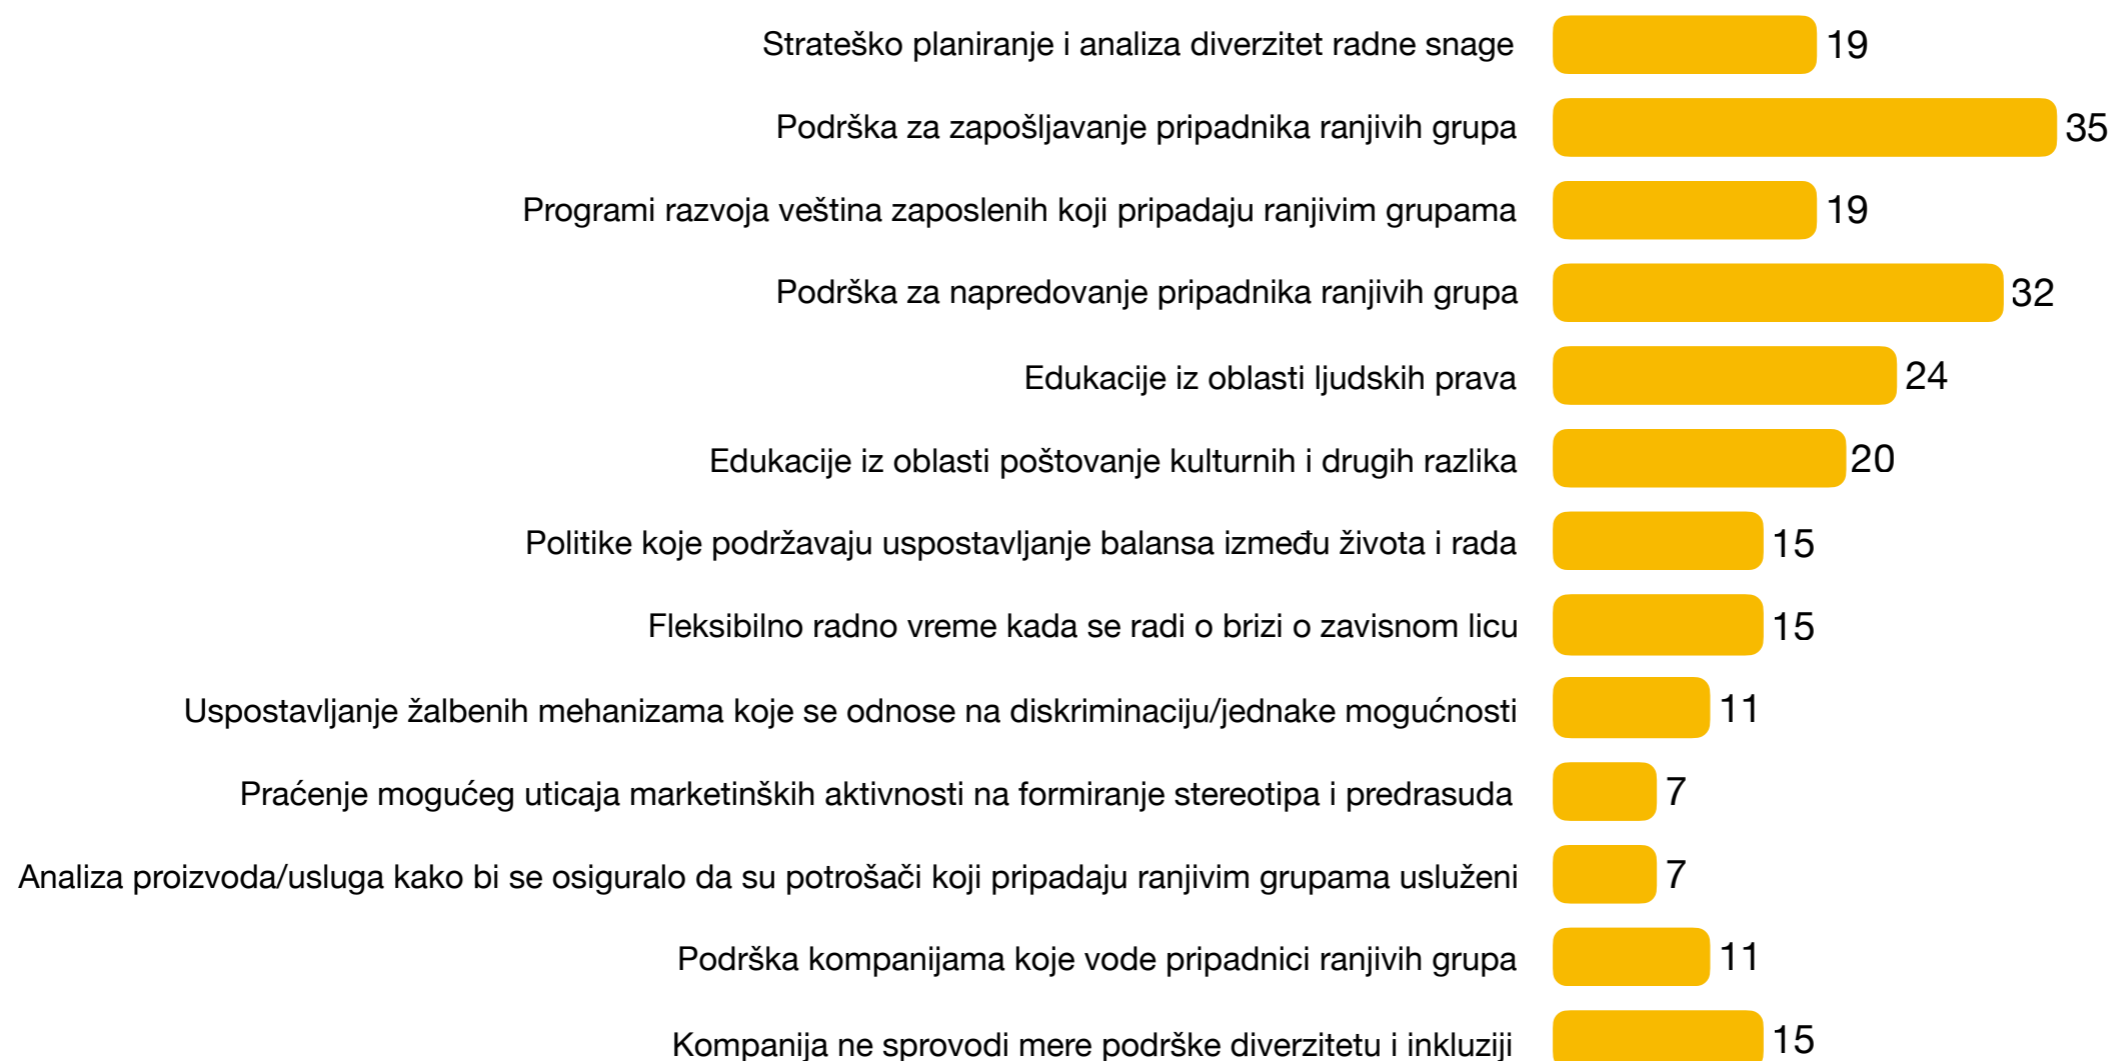 Strateško planiranje i analiza diverzitet radne snage 19
Podrška za zapošljavanje pripadnika ranjivih grupa 35
Programi razvoja veština zaposlenih koji pripadaju ranjivim grupama 19
Podrška za napredovanje pripadnika ranjivih grupa 32
Edukacije iz oblasti ljudskih prava 24
Edukacije iz oblasti poštovanje kulturnih i drugih razlika 20
Politike koje podržavaju uspostavljanje balansa između života i rada 15
Fleksibilno radno vreme kada se radi o brizi o zavisnom licu 15
Uspostavljanje žalbenih mehanizama koje se odnose na diskriminaciju/jednake mogućnosti 11
Praćenje mogućeg uticaja marketinških aktivnosti na formiranje stereotipa i predrasuda 7
Analiza proizvoda/usluga kako bi se osiguralo da su potrošači koji pripadaju ranjivim grupama usluženi 7
Podrška kompanijama koje vode pripadnici ranjivih grupa 11
Kompanija ne sprovodi mere podrške diverzitetu i inkluziji 15